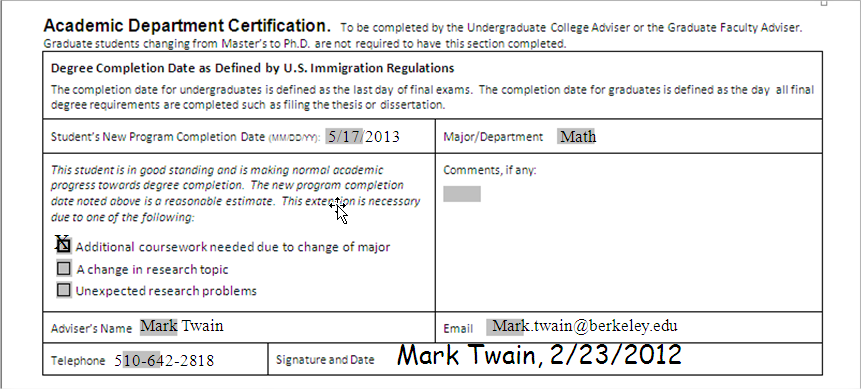 Academic Department Certification. To be completed by the Undergraduate College Adviser or the Graduate Faculty Adviser.
Graduate students changing from Master's to Ph.D. are not required to have this section completed.
Degree Completion Date as Defined by U.S. Immigration Regulations
The completion date for undergraduates is defined as the last day of final exams. The completion date for graduates is defined as the day all final
degree requirements are completed such as filing the thesis or dissertation.
Student's New Program Completion Date (MM/DD/YY): 5/17/2013
Major/Department Math
This student is in good standing and is making normal academic
progress towards degree completion. The new program completion
date noted above is a reasonable estimate. This extension is necessary
due to one of the following:
X Additional coursework needed due to change of major
A change in research topic
Unexpected research problems
Comments, if any:
Adviser's Name Mark Twain
Email Mark.twain@berkeley.edu
Telephone 510-642-2818
Signature and Date Mark Twain, 2/23/2012